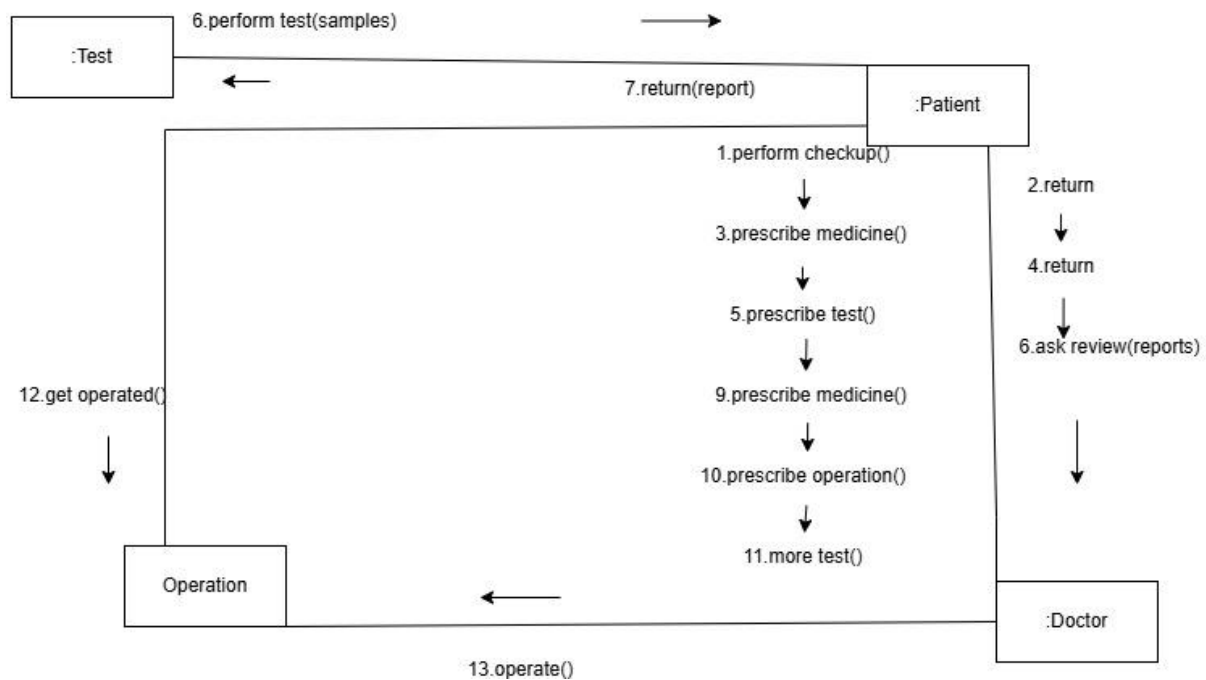 6.perform test(samples)
:Test
7.return(report)
:Patient
1.perform checkup()
2.return
3.prescribe medicine()
4.return
5.prescribe test()
6.ask review(reports)
12.get operated()
9.prescribe medicine()
10.prescribe operation()
11.more test()
Operation
:Doctor
13.operate()